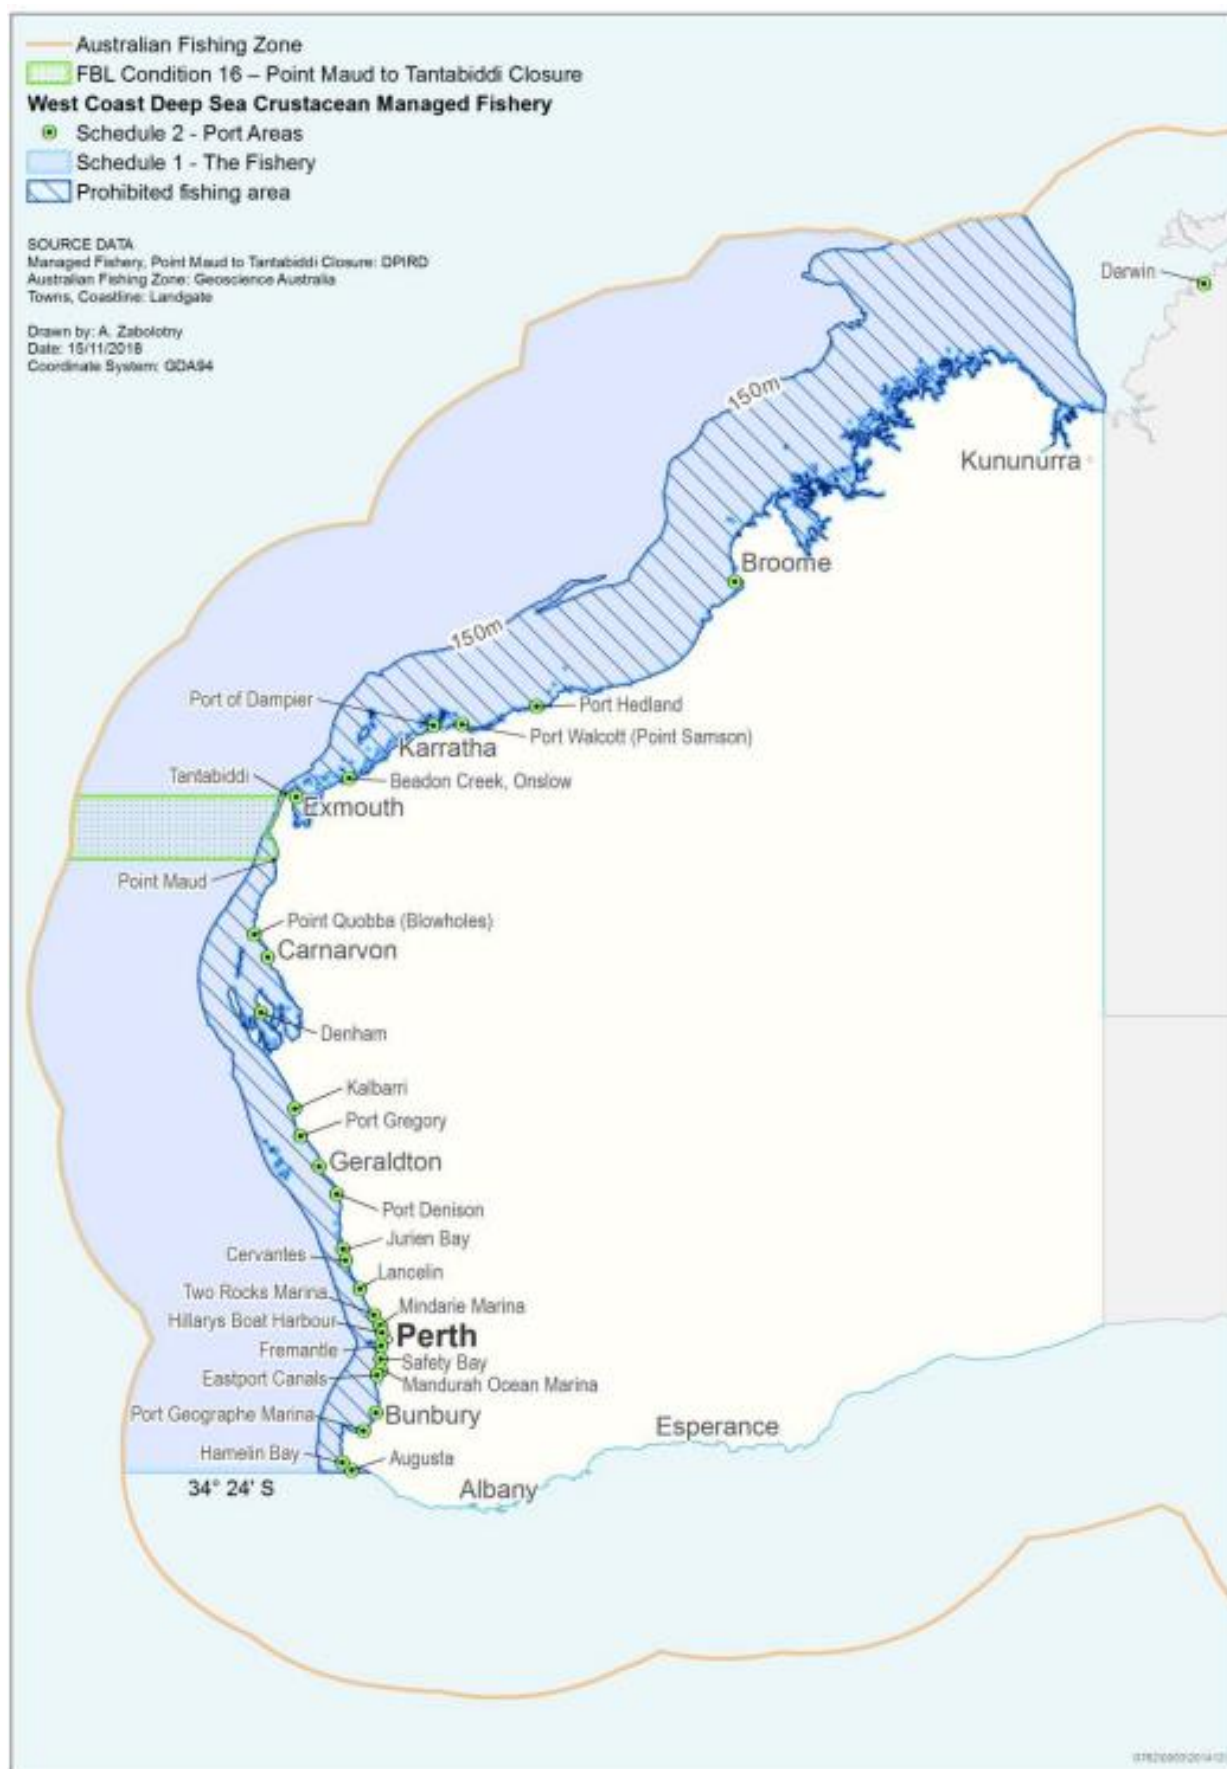 Australian Fishing Zone
FBL Condition 16 – Point Maud to Tantabiddi Closure
West Coast Deep Sea Crustacean Managed Fishery
Schedule 2 - Port Areas
Schedule 1 - The Fishery
Prohibited fishing area
SOURCE DATA
Managed Fishery, Point Maud to Tantabiddi Closure: DPIRD
Australian Fishing Zone: Geoscience Australia
Towns, Coastline: Landgate
Drawn by: A. Zabolotny
Date: 15/11/2018
Coordinate System: GDA94
Darwin
150m
Kununurra
Broome
150m
Port of Dampier
Port Hedland
Port Walcott (Point Samson)
Karratha
Tantabiddi
Beadon Creek, Onslow
Exmouth
Point Maud
Point Quobba (Blowholes)
Carnarvon
Denham
Kalbarri
Port Gregory
Geraldton
Port Denison
Jurien Bay
Cervantes
Lancelin
Two Rocks Marina
Mindarie Marina
Hillarys Boat Harbour
Perth
Fremantle
Safety Bay
Eastport Canals
Mandurah Ocean Marina
Port Geographe Marina
Bunbury
Esperance
Hamelin Bay
Augusta
34° 24' S
Albany